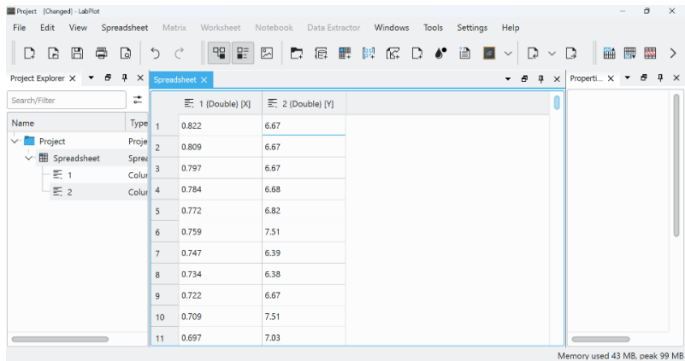 Project [Changed] - LabPlot
File Edit View Spreadsheet Matrix Worksheet Notebook Data Extractor Windows Tools Settings Help
Project Explorer
Search/Filter
Name Type
Project Proje
Spreadsheet Sprea
1 Colur
2 Colur
Spreadsheet
1 (Double) [X] 2 (Double) [Y]
1 0.822 6.67
2 0.809 6.67
3 0.797 6.67
4 0.784 6.68
5 0.772 6.82
6 0.759 7.51
7 0.747 6.39
8 0.734 6.38
9 0.722 6.67
10 0.709 7.51
11 0.697 7.03
Properti...
Memory used 43 MB, peak 99 MB